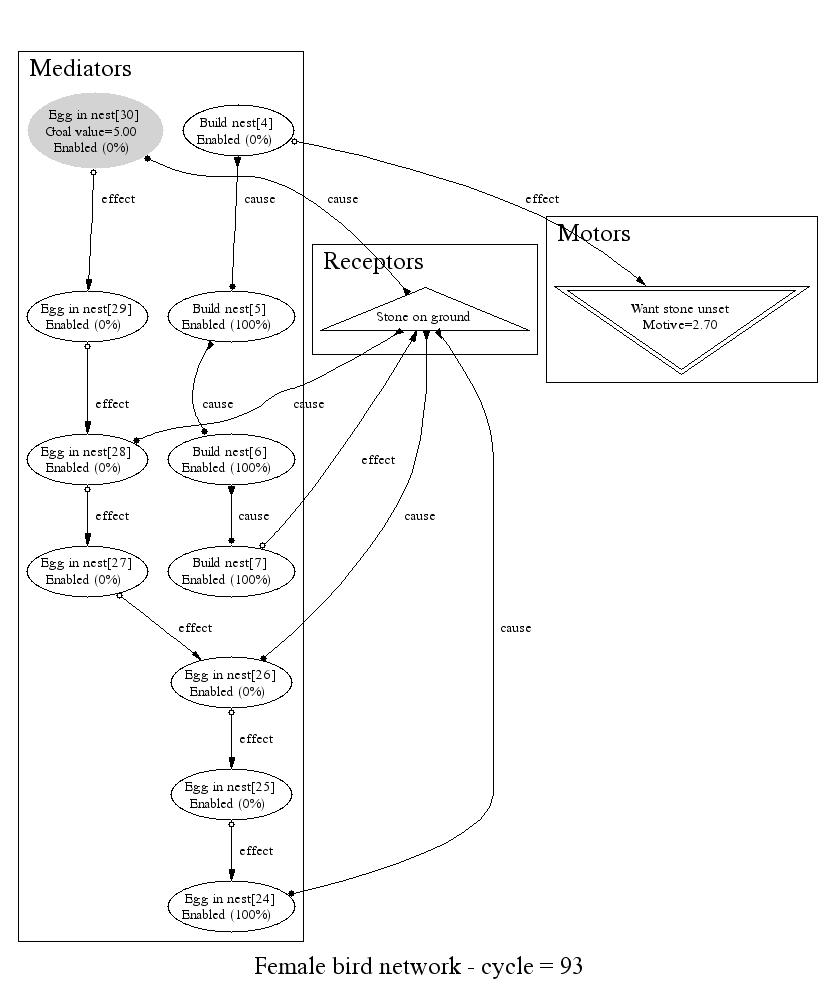 Mediators
Egg in nest[30]
Goal value=5.00
Enabled (0%)
Build nest[4]
Enabled (0%)
effect
cause
cause
effect
Motors
Receptors
Egg in nest[29]
Enabled (0%)
Build nest[5]
Enabled (100%)
Stone on ground
Want stone unset
Motive=2.70
effect
cause
cause
Egg in nest[28]
Enabled (0%)
Build nest[6]
Enabled (100%)
effect
effect
cause
cause
Egg in nest[27]
Enabled (0%)
Build nest[7]
Enabled (100%)
effect
cause
Egg in nest[26]
Enabled (0%)
effect
Egg in nest[25]
Enabled (0%)
effect
Egg in nest[24]
Enabled (100%)
Female bird network - cycle = 93